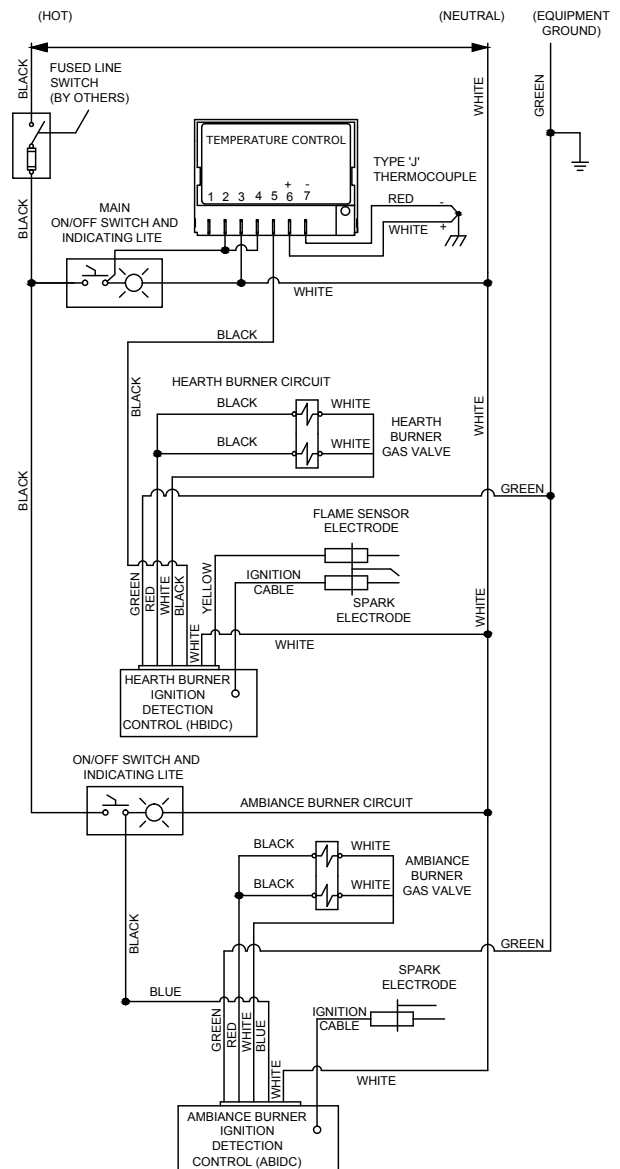 (HOT)
(NEUTRAL)
(EQUIPMENT
GROUND)
BLACK
FUSED LINE
SWITCH
(BY OTHERS)
WHITE
GREEN
TEMPERATURE CONTROL
1 2 3 4 5 6 7
+ -
TYPE 'J'
THERMOCOUPLE
RED
-
WHITE
+
BLACK
MAIN
ON/OFF SWITCH AND
INDICATING LITE
WHITE
BLACK
BLACK
HEARTH BURNER CIRCUIT
BLACK
WHITE
BLACK
WHITE
HEARTH
BURNER
GAS VALVE
WHITE
BLACK
GREEN
FLAME SENSOR
ELECTRODE
IGNITION
CABLE
SPARK
ELECTRODE
GREEN
RED
WHITE
BLACK
WHITE
YELLOW
WHITE
WHITE
HEARTH BURNER
IGNITION
DETECTION
CONTROL (HBIDC)
ON/OFF SWITCH AND
INDICATING LITE
AMBIANCE BURNER CIRCUIT
BLACK
WHITE
BLACK
WHITE
AMBIANCE
BURNER
GAS VALVE
BLACK
GREEN
BLUE
SPARK
ELECTRODE
IGNITION
CABLE
GREEN
RED
WHITE
BLUE
WHITE
WHITE
AMBIANCE BURNER
IGNITION
DETECTION
CONTROL (ABIDC)